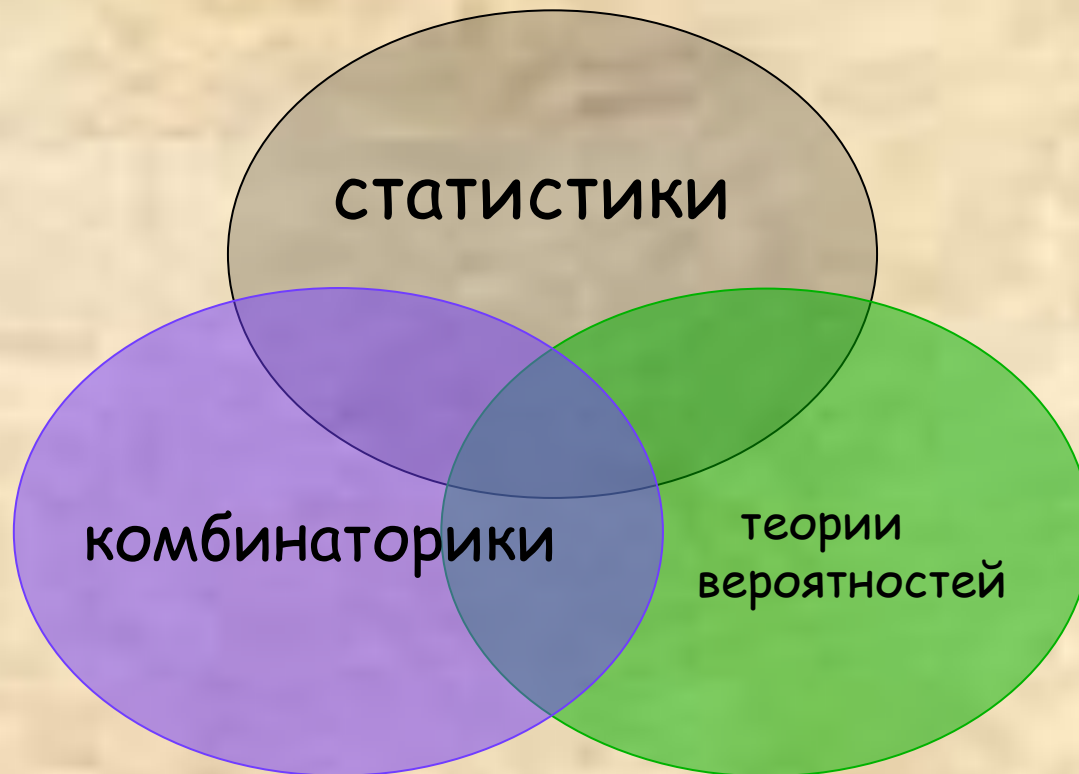 статистики
комбинаторики
теории
вероятностей